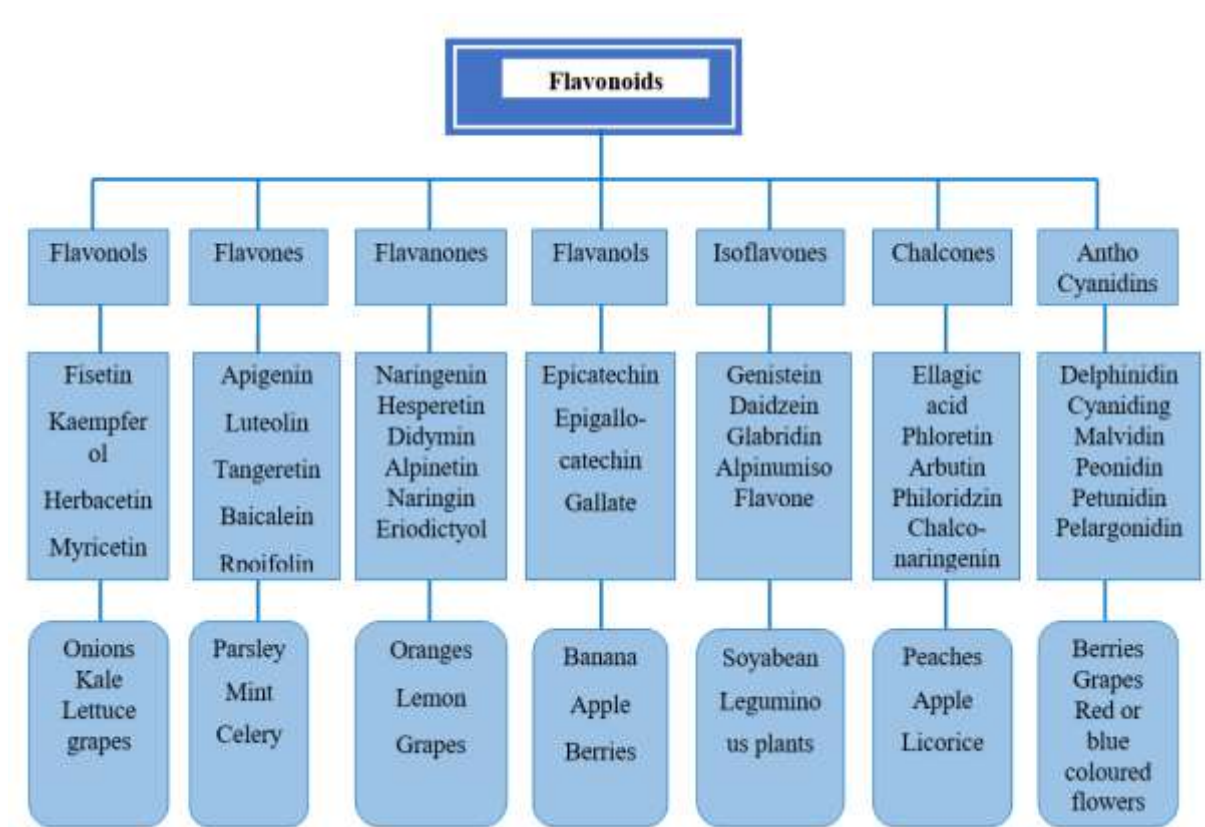 Flavonoids
Flavonols
Flavones
Flavanones
Flavanols
Isoflavones
Chalcones
Antho
Cyanidins
Fisetin
Kaempfer
ol
Herbacetin
Myricetin
Apigenin
Luteolin
Tangeretin
Baicalein
Rpoifolin
Naringenin
Hesperetin
Didymin
Alpinetin
Naringin
Eriodictyol
Epicatechin
Epigallo-
catechin
Gallate
Genistein
Daidzein
Glabridin
Alpinumiso
Flavone
Ellagic
acid
Phloretin
Arbutin
Philoridzin
Chalco-
naringenin
Delphinidin
Cyaniding
Malvidin
Peonidin
Petunidin
Pelargonidin
Onions
Kale
Lettuce
grapes
Parsley
Mint
Celery
Oranges
Lemon
Grapes
Banana
Apple
Berries
Soyabean
Legumino
us plants
Peaches
Apple
Licorice
Berries
Grapes
Red or
blue
coloured
flowers